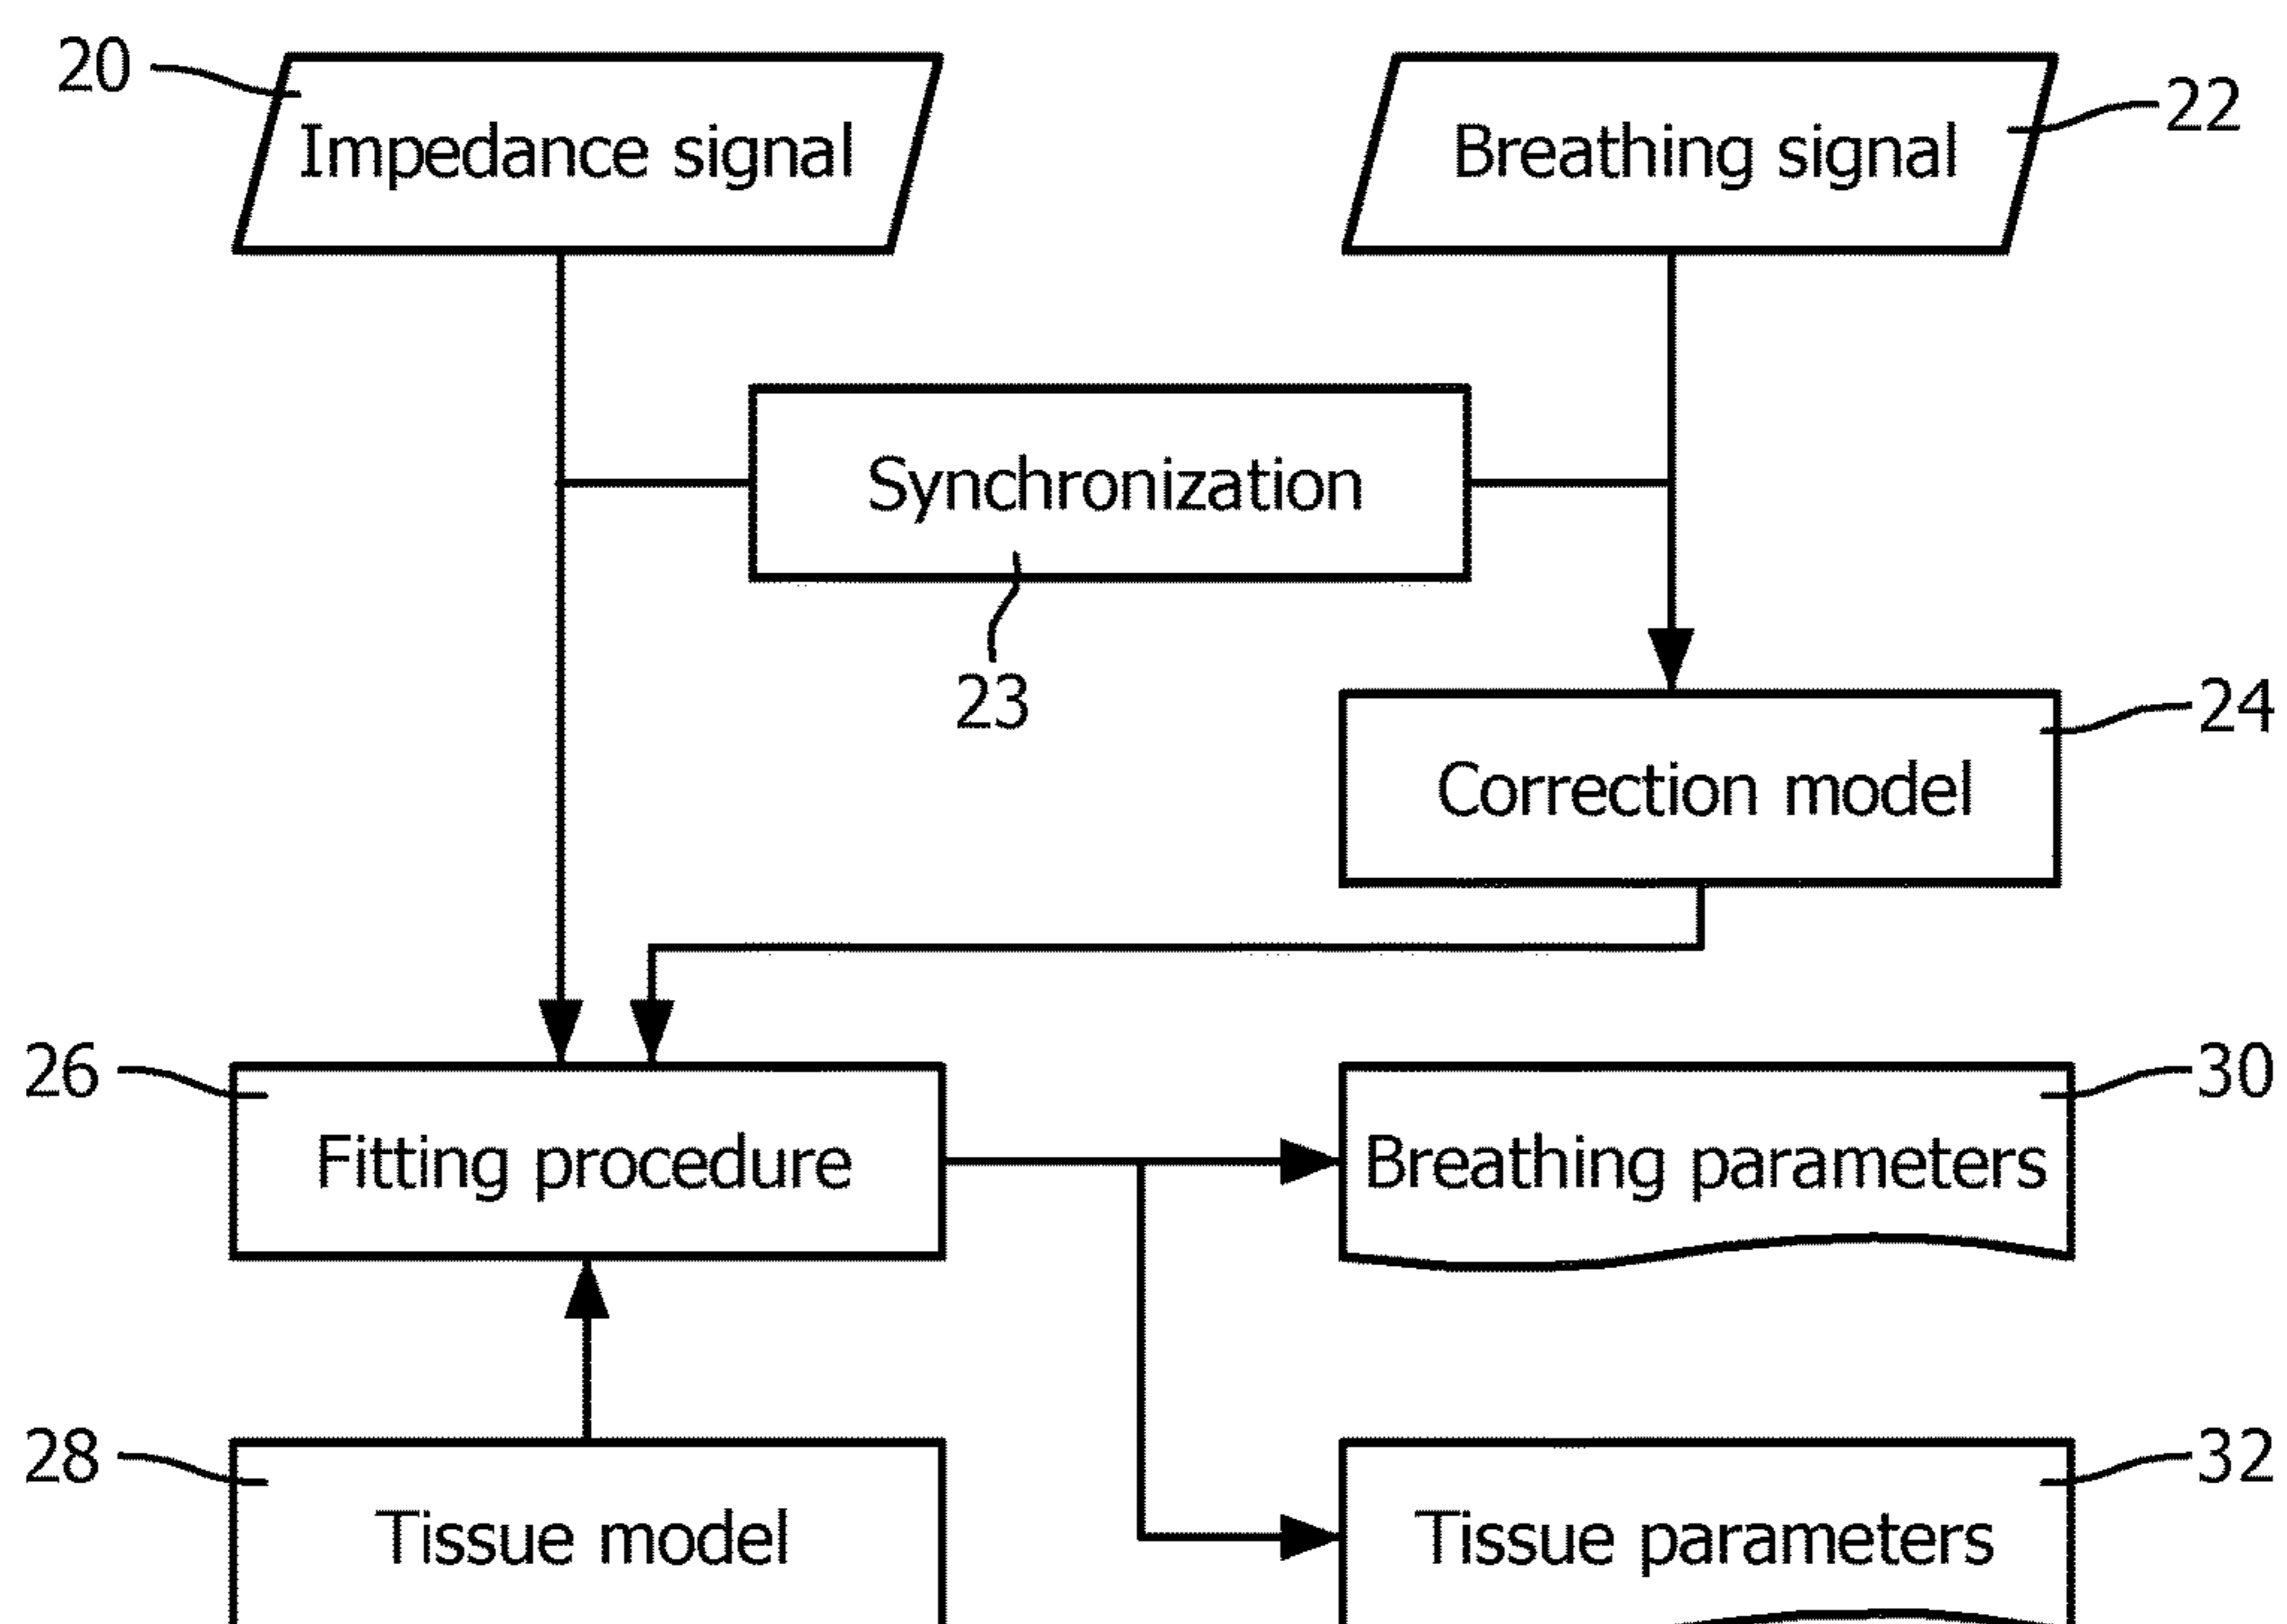 20
Impedance signal
Breathing signal
22
Synchronization
23
24
Correction model
26
30
Fitting procedure
Breathing parameters
28
32
Tissue model
Tissue parameters